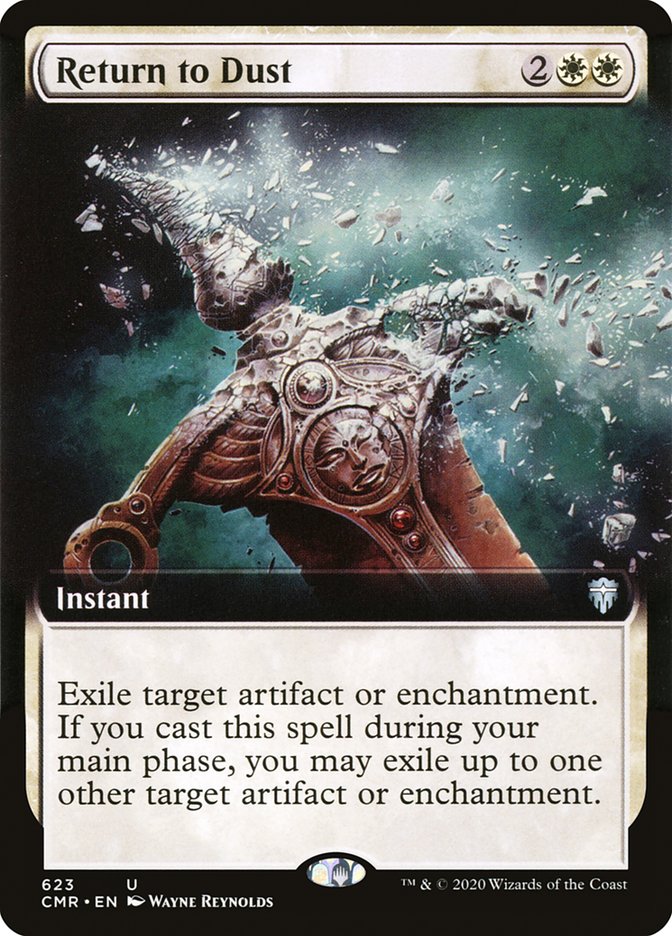 Return to Dust 2
Instant
Exile target artifact or enchantment.
If you cast this spell during your
main phase, you may exile up to one
other target artifact or enchantment.
623 U
CMR • EN Wayne Reynolds
™ & © 2020 Wizards of the Coast